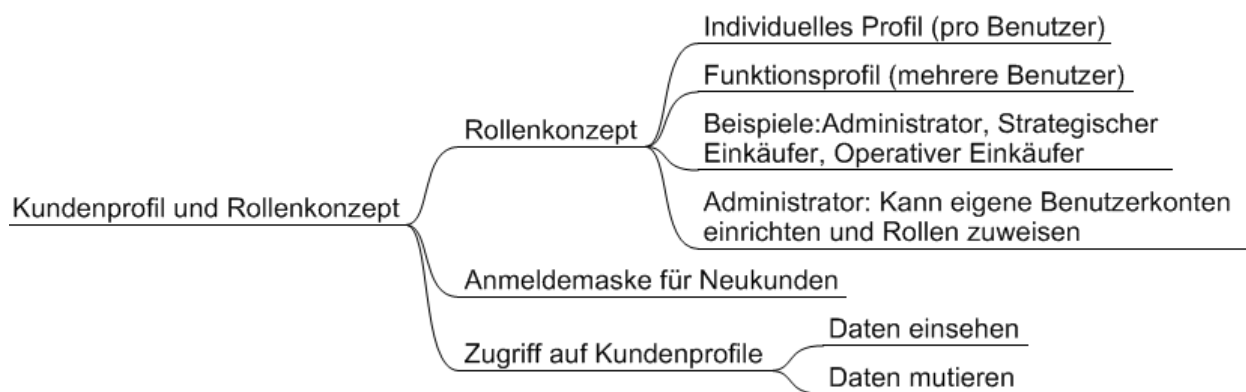 Individuelles Profil (pro Benutzer)
Funktionsprofil (mehrere Benutzer)
Rollenkonzept
Beispiele:Administrator, Strategischer
Einkäufer, Operativer Einkäufer
Kundenprofil und Rollenkonzept
Administrator: Kann eigene Benutzerkonten
einrichten und Rollen zuweisen
Anmeldemaske für Neukunden
Zugriff auf Kundenprofile
Daten einsehen
Daten mutieren